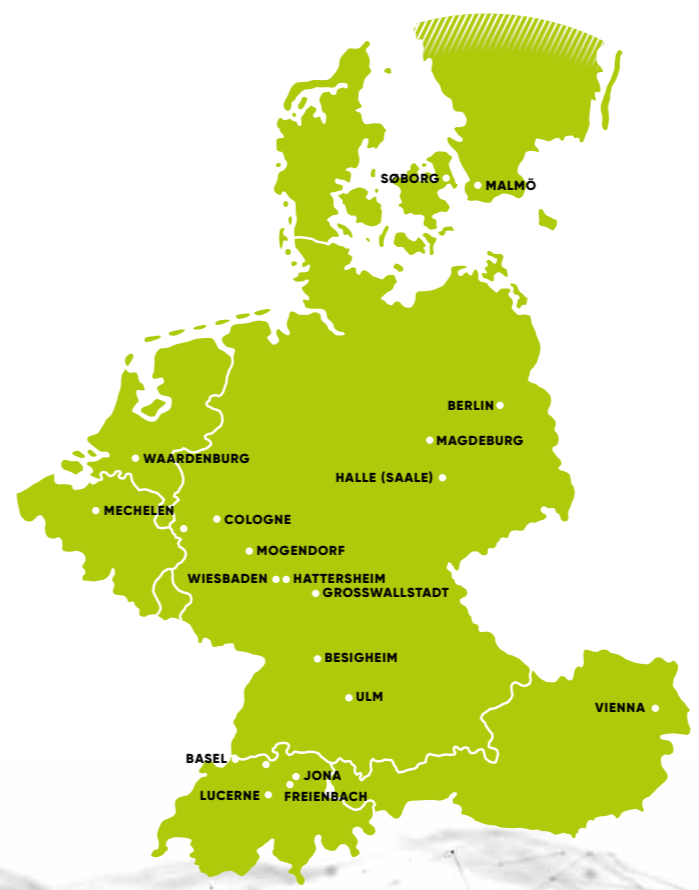 SØBORG
MALMÖ
BERLIN
MAGDEBURG
WAARDENBURG
HALLE (SAALE)
MECHELEN
COLOGNE
MOGENDORF
WIESBADEN
HATTERSHEIM
GROSSWALLSTADT
BESIGHEIM
ULM
VIENNA
BASEL
JONA
LUCERNE
FREIENBACH